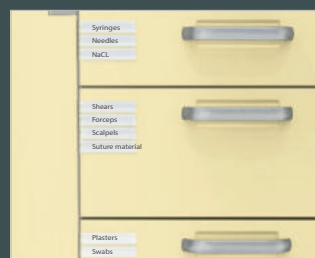 Syringes
Needles
NaCL
Shears
Forceps
Scalpels
Suture material
Plasters
Swabs